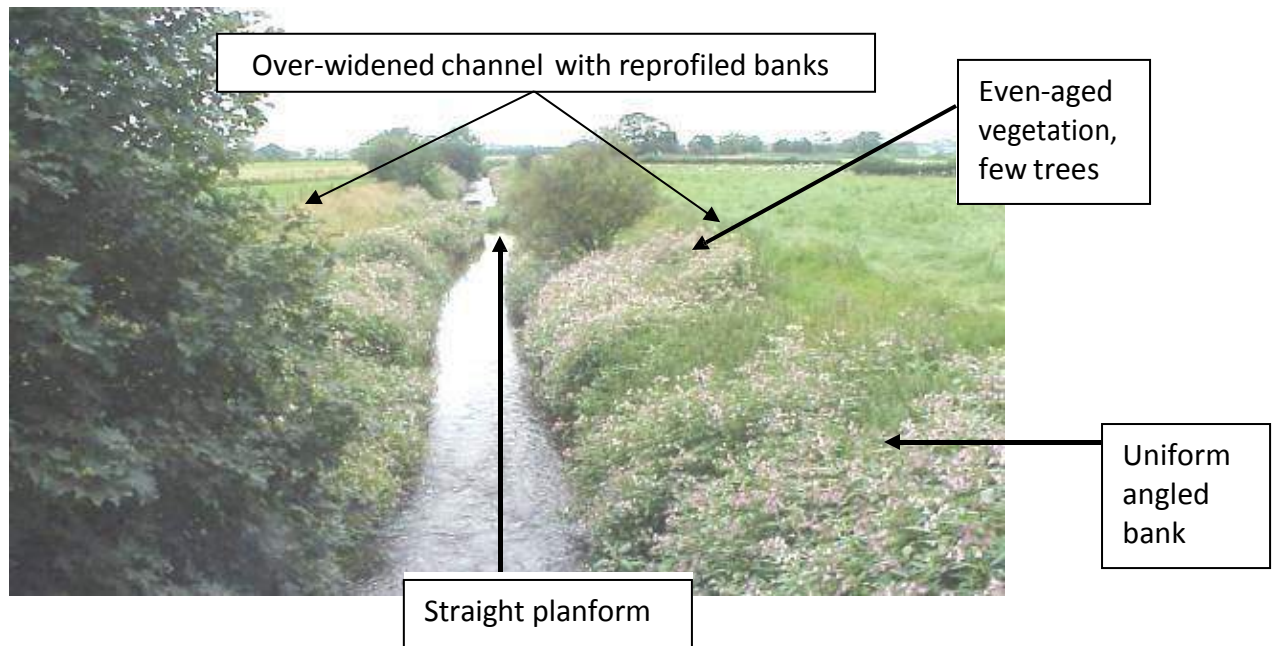 Over-widened channel with reprofiled banks
Even-aged
vegetation,
few trees
Uniform
angled
bank
Straight planform